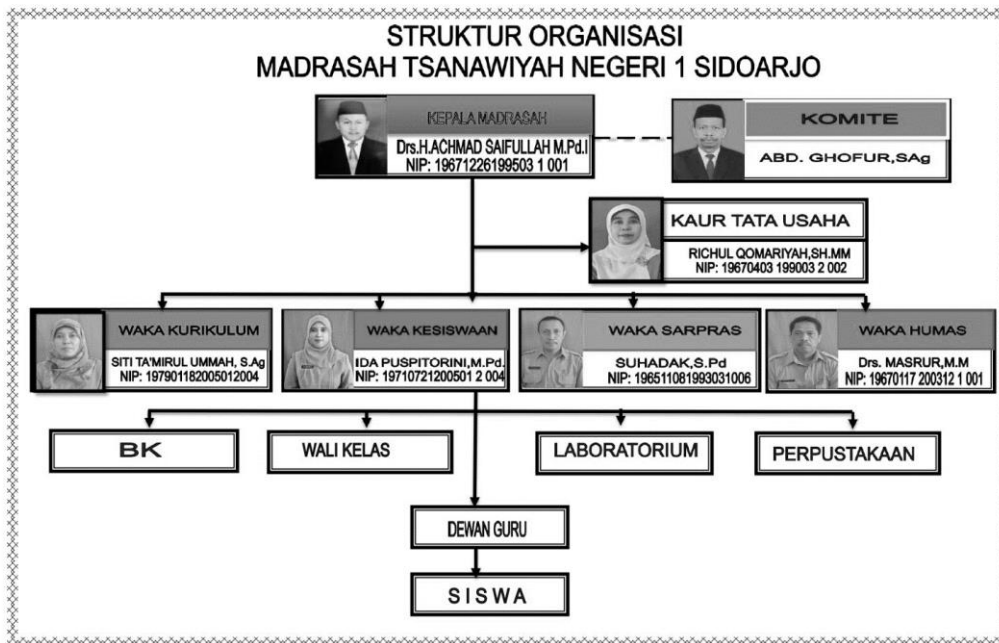 STRUKTUR ORGANISASI
MADRASAH TSANAWIYAH NEGERI 1 SIDOARJO
KEPALA MADRASAH
Drs.H.ACHMAD SAIFULLAH M.Pd.I
NIP: 19671226199503 1 001
KOMITE
ABD. GHOFUR,SAg
KAUR TATA USAHA
RICHUL QOMARIYAH,SH.MM
NIP: 19670403 199003 2 002
WAKA KURIKULUM
SITI TA'MIRUL UMMAH, S.Ag
NIP: 197901182005012004
WAKA KESISWAAN
IDA PUSPITORINI,M.Pd.
NIP: 19710721200501 2 004
WAKA SARPRAS
SUHADAK,S.Pd
NIP: 196511081993031006
WAKA HUMAS
Drs. MASRUR,M.M
NIP: 19670117 200312 1 001
BK
WALI KELAS
LABORATORIUM
PERPUSTAKAAN
DEWAN GURU
SISWA